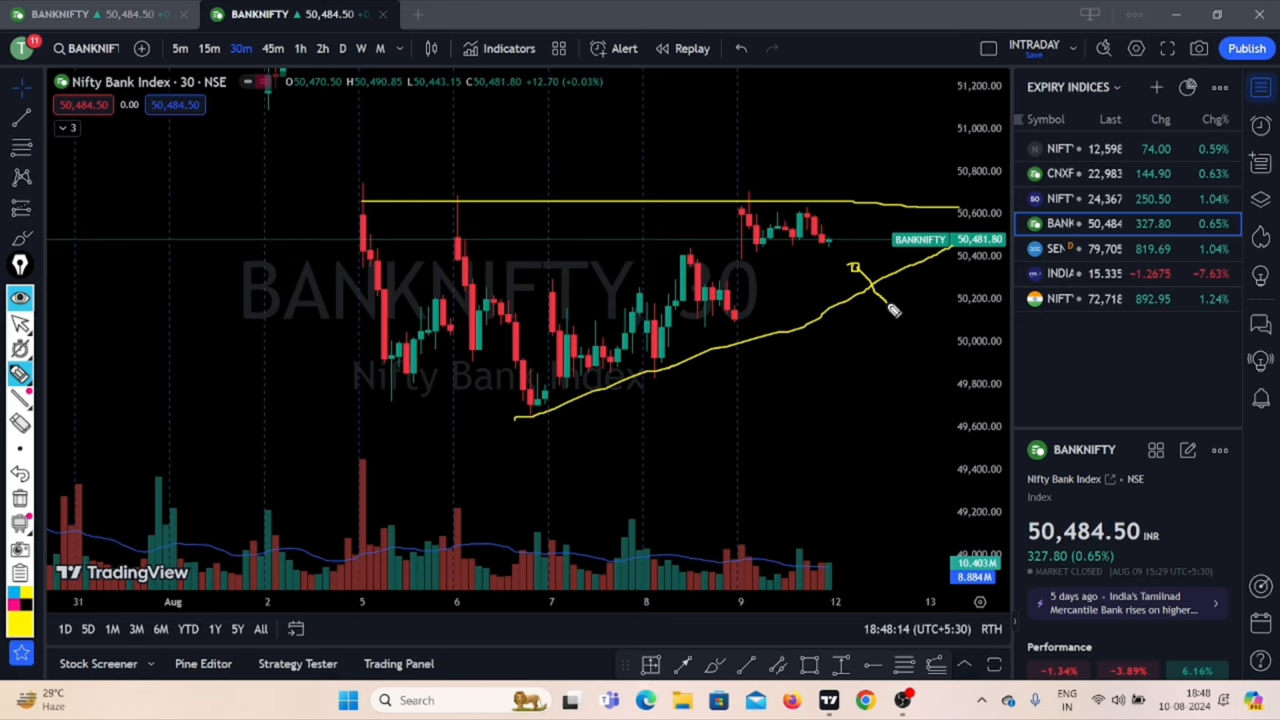 BANKNIFTY ▲ 50,484.50 +0
BANKNIFTY ▲ 50,484.50 +0
T 11 BANKNIF 5m 15m 30m 45m 1h 2h D W M Indicators Alert Replay INTRADAY Save Publish
Nifty Bank Index · 30 · NSE O50,470.50 H50,490.85 L50,443.15 C50,481.80 +12.70 (+0.03%)
50,484.50 0.00 50,484.50
3
BANKNIFTY 30
Nifty Bank Index
51,200.00
51,000.00
50,800.00
50,600.00
BANKNIFTY 50,481.80
50,400.00
50,200.00
50,000.00
49,800.00
49,600.00
49,400.00
49,200.00
49,000.00
10.403M
8.884M
TradingView
31 Aug 2 5 6 7 8 9 12 13
1D 5D 1M 3M 6M YTD 1Y 5Y All 18:48:14 (UTC+5:30) RTH
Stock Screener Pine Editor Strategy Tester Trading Panel
EXPIRY INDICES
Symbol Last Chg Chg%
NIFT 12,598 74.00 0.59%
CNXF 22,983 144.90 0.63%
NIFT 24,367 250.50 1.04%
BANK 50,484 327.80 0.65%
SEN D 79,705 819.69 1.04%
INDIA 15.335 -1.2675 -7.63%
NIFT 72,718 892.95 1.24%
BANKNIFTY
Nifty Bank Index • NSE
Index
50,484.50 INR
327.80 (0.65%)
MARKET CLOSED (AUG 09 15:29 UTC+5:30)
5 days ago - India's Tamilnad
Mercantile Bank rises on higher...
Performance
-1.34% -3.89% 6.16%
29°C
Haze
Search
ENG
IN
18:48
10-08-2024